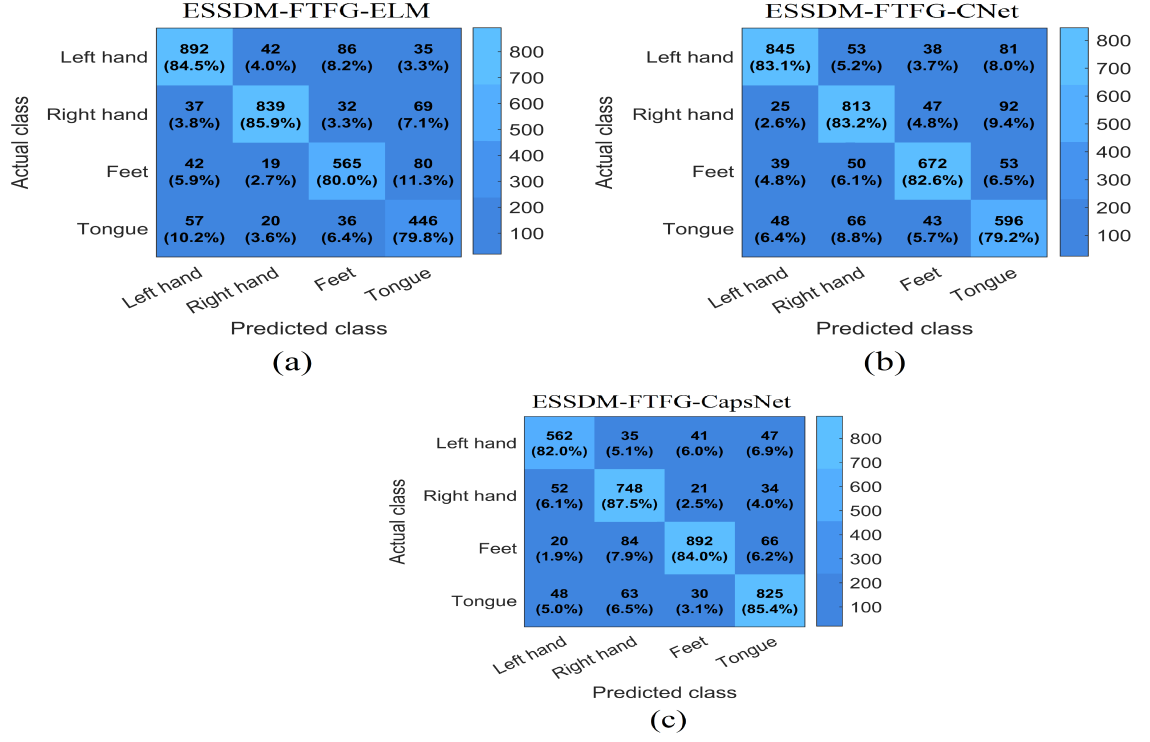 ESSDM-FTFG-ELM
Left hand 892 42 86 35
(84.5%) (4.0%) (8.2%) (3.3%)
Right hand 37 839 32 69
(3.8%) (85.9%) (3.3%) (7.1%)
Feet 42 19 565 80
(5.9%) (2.7%) (80.0%) (11.3%)
Tongue 57 20 36 446
(10.2%) (3.6%) (6.4%) (79.8%)
Actual class
Left hand Right hand Feet Tongue
Predicted class
800
700
600
500
400
300
200
100
(a)
ESSDM-FTFG-CNet
Left hand 845 53 38 81
(83.1%) (5.2%) (3.7%) (8.0%)
Right hand 25 813 47 92
(2.6%) (83.2%) (4.8%) (9.4%)
Feet 39 50 672 53
(4.8%) (6.1%) (82.6%) (6.5%)
Tongue 48 66 43 596
(6.4%) (8.8%) (5.7%) (79.2%)
Actual class
Left hand Right hand Feet Tongue
Predicted class
800
700
600
500
400
300
200
100
(b)
ESSDM-FTFG-CapsNet
Left hand 562 35 41 47
(82.0%) (5.1%) (6.0%) (6.9%)
Right hand 52 748 21 34
(6.1%) (87.5%) (2.5%) (4.0%)
Feet 20 84 892 66
(1.9%) (7.9%) (84.0%) (6.2%)
Tongue 48 63 30 825
(5.0%) (6.5%) (3.1%) (85.4%)
Actual class
Left hand Right hand Feet Tongue
Predicted class
800
700
600
500
400
300
200
100
(c)